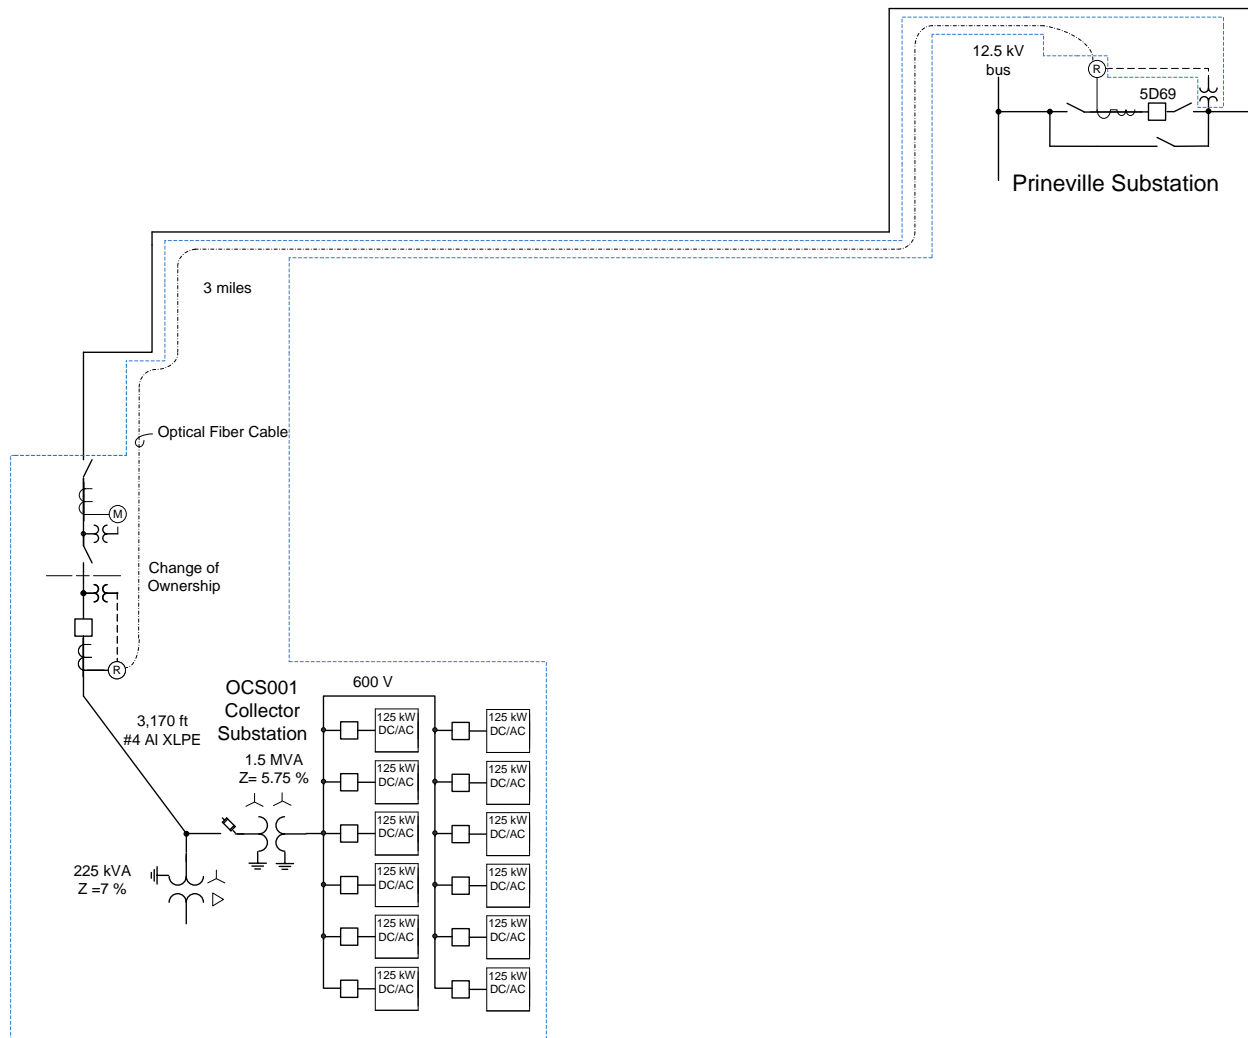 12.5 kV
bus
R
5D69
Prineville Substation
3 miles
Optical Fiber Cable
M
Change of
Ownership
R
OCS001
Collector
Substation
600 V
3,170 ft
#4 Al XLPE
1.5 MVA
Z= 5.75 %
225 kVA
Z =7 %
125 kW
DC/AC
125 kW
DC/AC
125 kW
DC/AC
125 kW
DC/AC
125 kW
DC/AC
125 kW
DC/AC
125 kW
DC/AC
125 kW
DC/AC
125 kW
DC/AC
125 kW
DC/AC
125 kW
DC/AC
125 kW
DC/AC